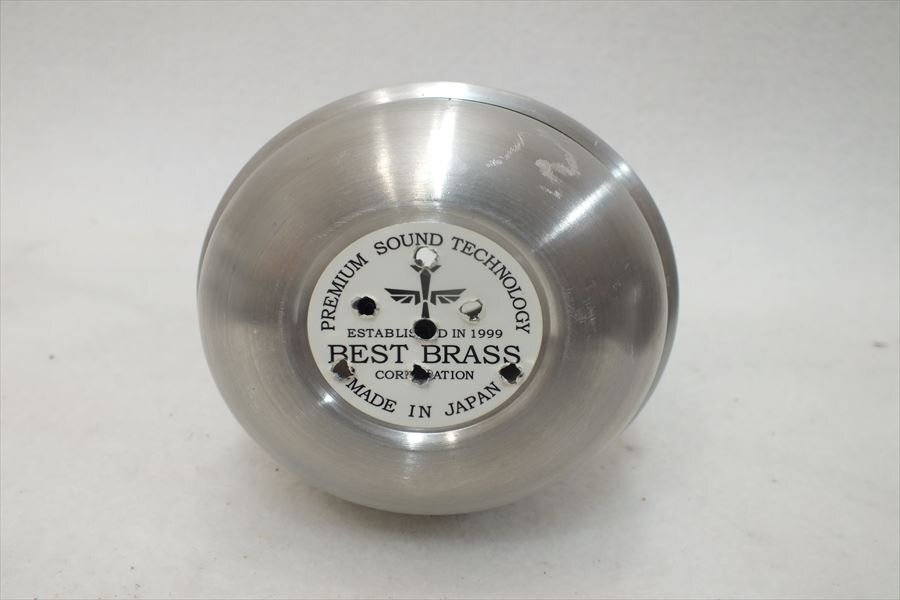 PREMIUM SOUND TECHNOLOGY
IN 1999
BEST BRASS
MADE IN JAPAN